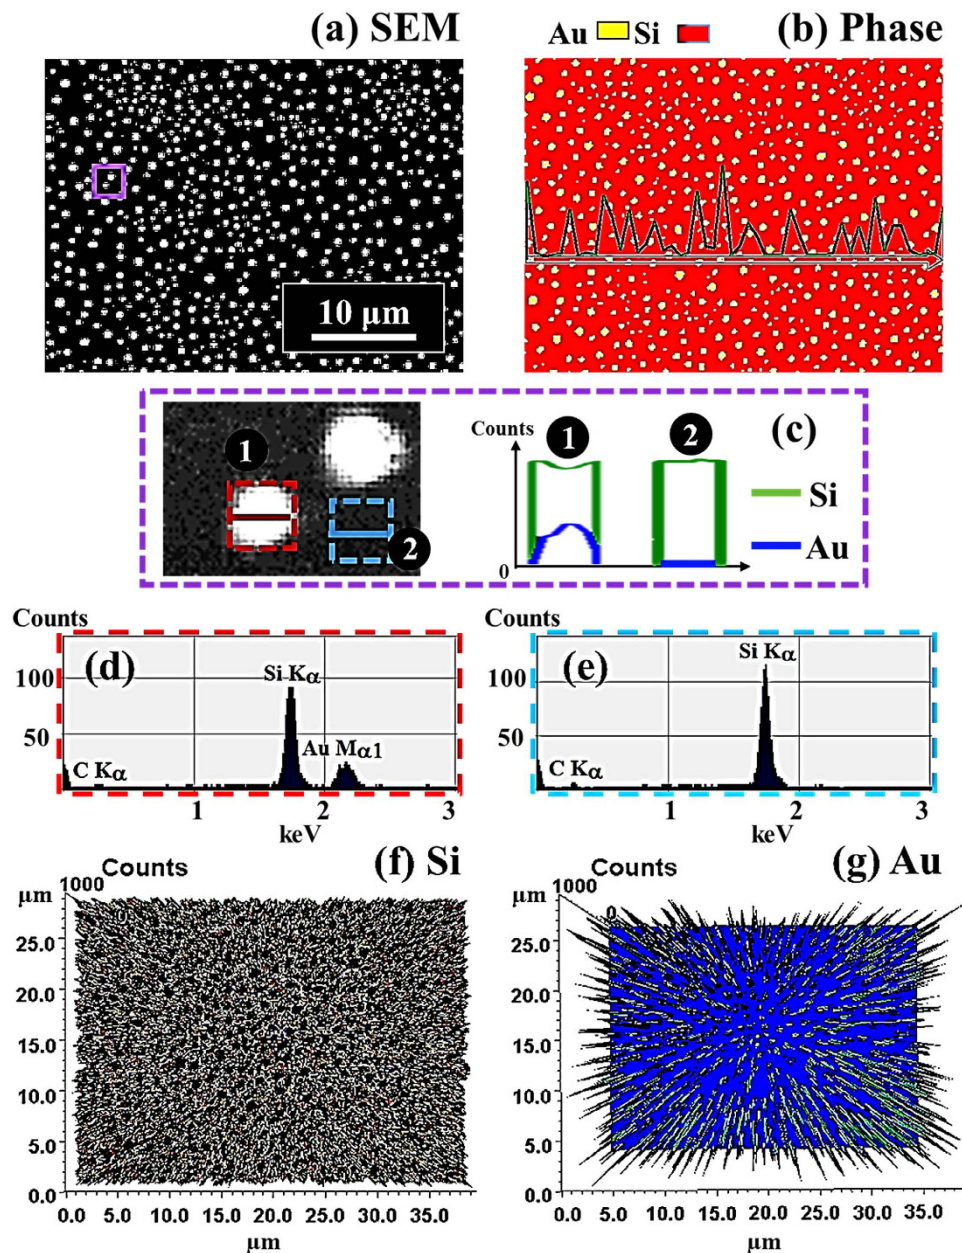 (a) SEM
Au Si (b) Phase
10 μm
1
2
Counts 1 2 (c)
Si
Au
0
Counts
100
50
(d)
Si Kα
Au Mα1
C Kα
1 2 3
keV
Counts
100
50
(e)
Si Kα
C Kα
1 2 3
keV
Counts (f) Si
μm 1000
0
25.0
20.0
15.0
10.0
5.0
0.0
0.0 5.0 10.0 15.0 20.0 25.0 30.0 35.0
μm
Counts (g) Au
μm 1000
0
25.0
20.0
15.0
10.0
5.0
0.0
0.0 5.0 10.0 15.0 20.0 25.0 30.0 35.0
μm